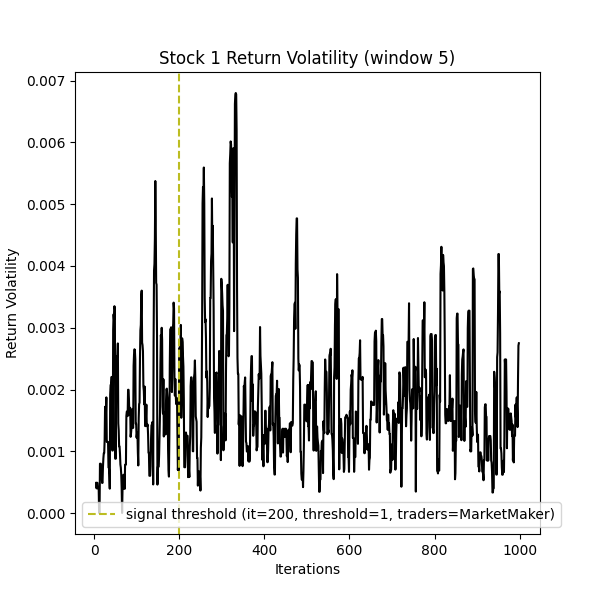 Stock 1 Return Volatility (window 5)
0.007
0.006
0.005
0.004
0.003
0.002
0.001
0.000
Return Volatility
signal threshold (it=200, threshold=1, traders=MarketMaker)
0 200 400 600 800 1000
Iterations